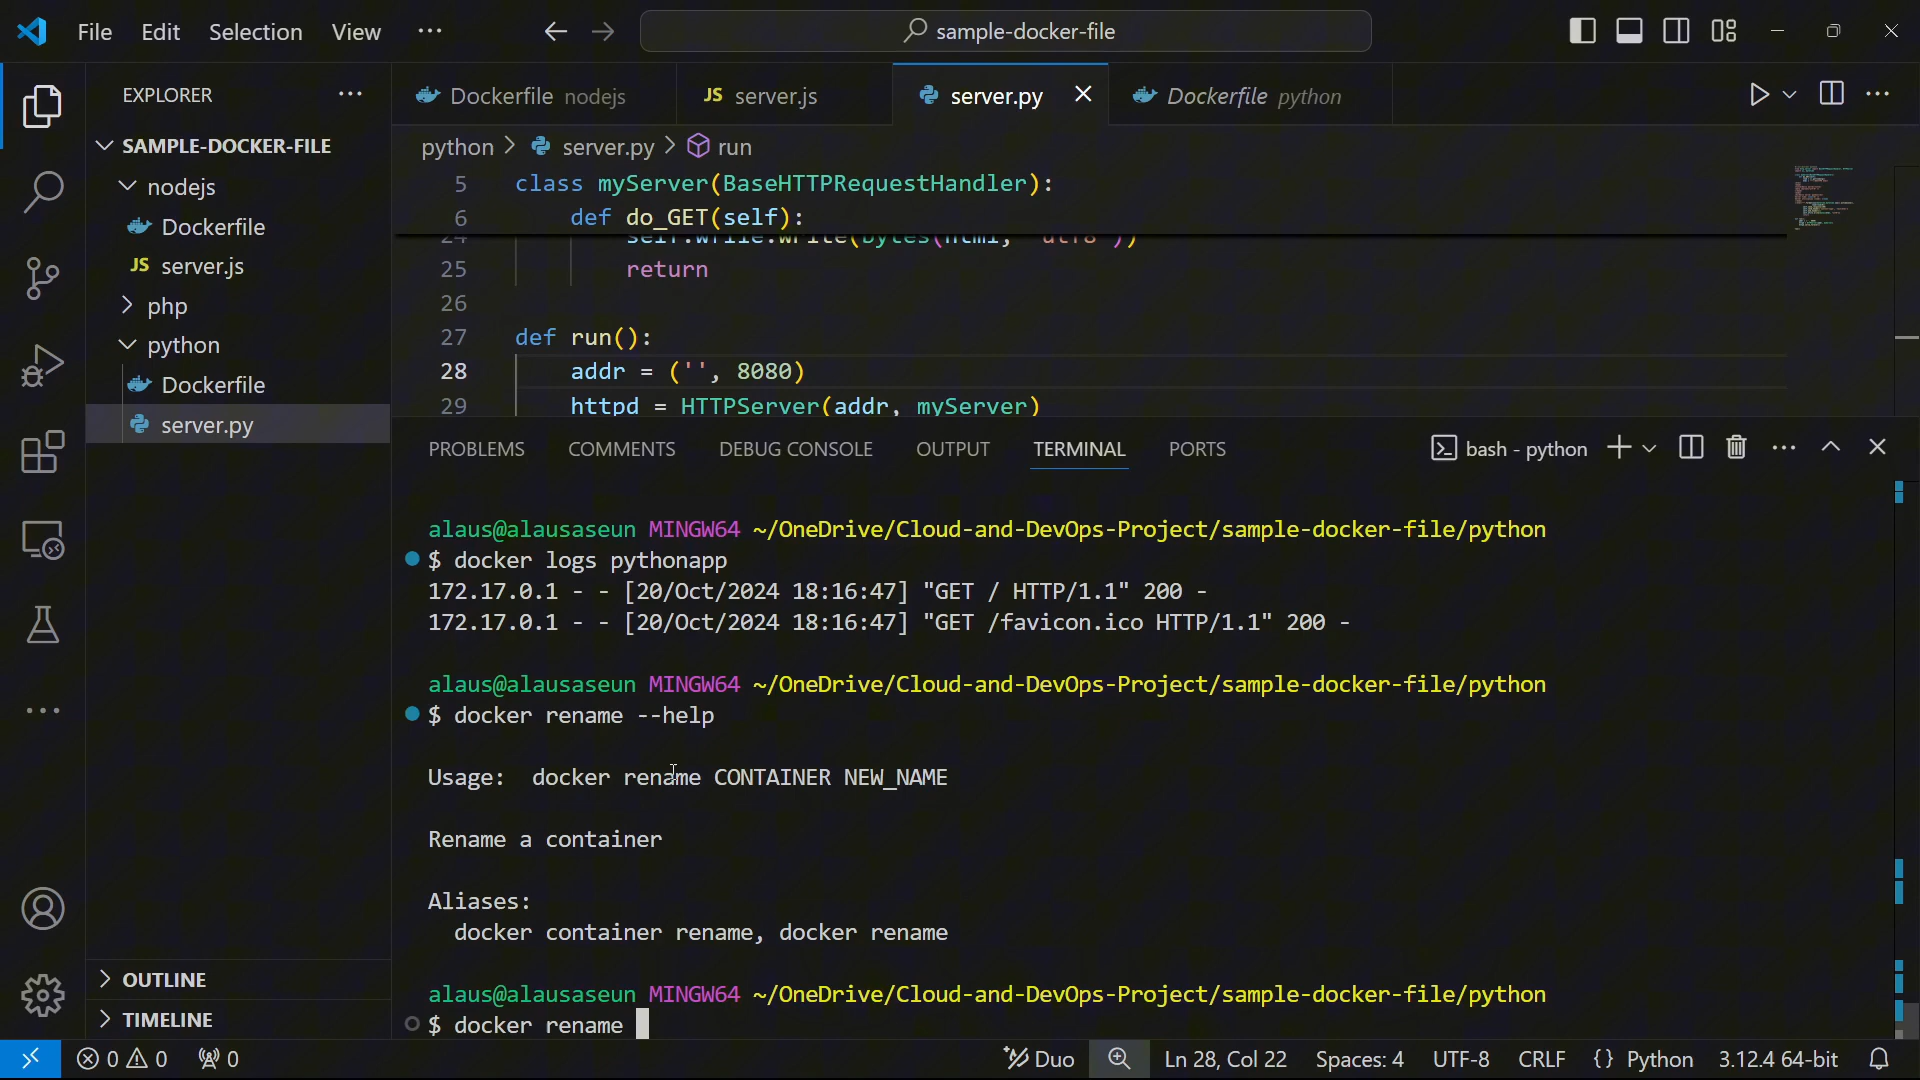 File Edit Selection View ··· sample-docker-file
EXPLORER ···
SAMPLE-DOCKER-FILE
nodejs
Dockerfile
JS server.js
php
python
Dockerfile
server.py
OUTLINE
TIMELINE
Dockerfile nodejs JS server.js server.py Dockerfile python
python > server.py > run
5 class myServer(BaseHTTPRequestHandler):
6 def do_GET(self):
24 self.wfile.write(bytes(html, "utf8"))
25 return
26
27 def run():
28 addr = ('', 8080)
29 httpd = HTTPServer(addr, myServer)
PROBLEMS COMMENTS DEBUG CONSOLE OUTPUT TERMINAL PORTS bash - python
alaus@alausaseun MINGW64 ~/OneDrive/Cloud-and-DevOps-Project/sample-docker-file/python
$ docker logs pythonapp
172.17.0.1 - - [20/Oct/2024 18:16:47] "GET / HTTP/1.1" 200 -
172.17.0.1 - - [20/Oct/2024 18:16:47] "GET /favicon.ico HTTP/1.1" 200 -
alaus@alausaseun MINGW64 ~/OneDrive/Cloud-and-DevOps-Project/sample-docker-file/python
$ docker rename --help
Usage: docker rename CONTAINER NEW_NAME
Rename a container
Aliases:
docker container rename, docker rename
alaus@alausaseun MINGW64 ~/OneDrive/Cloud-and-DevOps-Project/sample-docker-file/python
$ docker rename
0 0 0 Duo Ln 28, Col 22 Spaces: 4 UTF-8 CRLF {} Python 3.12.4 64-bit